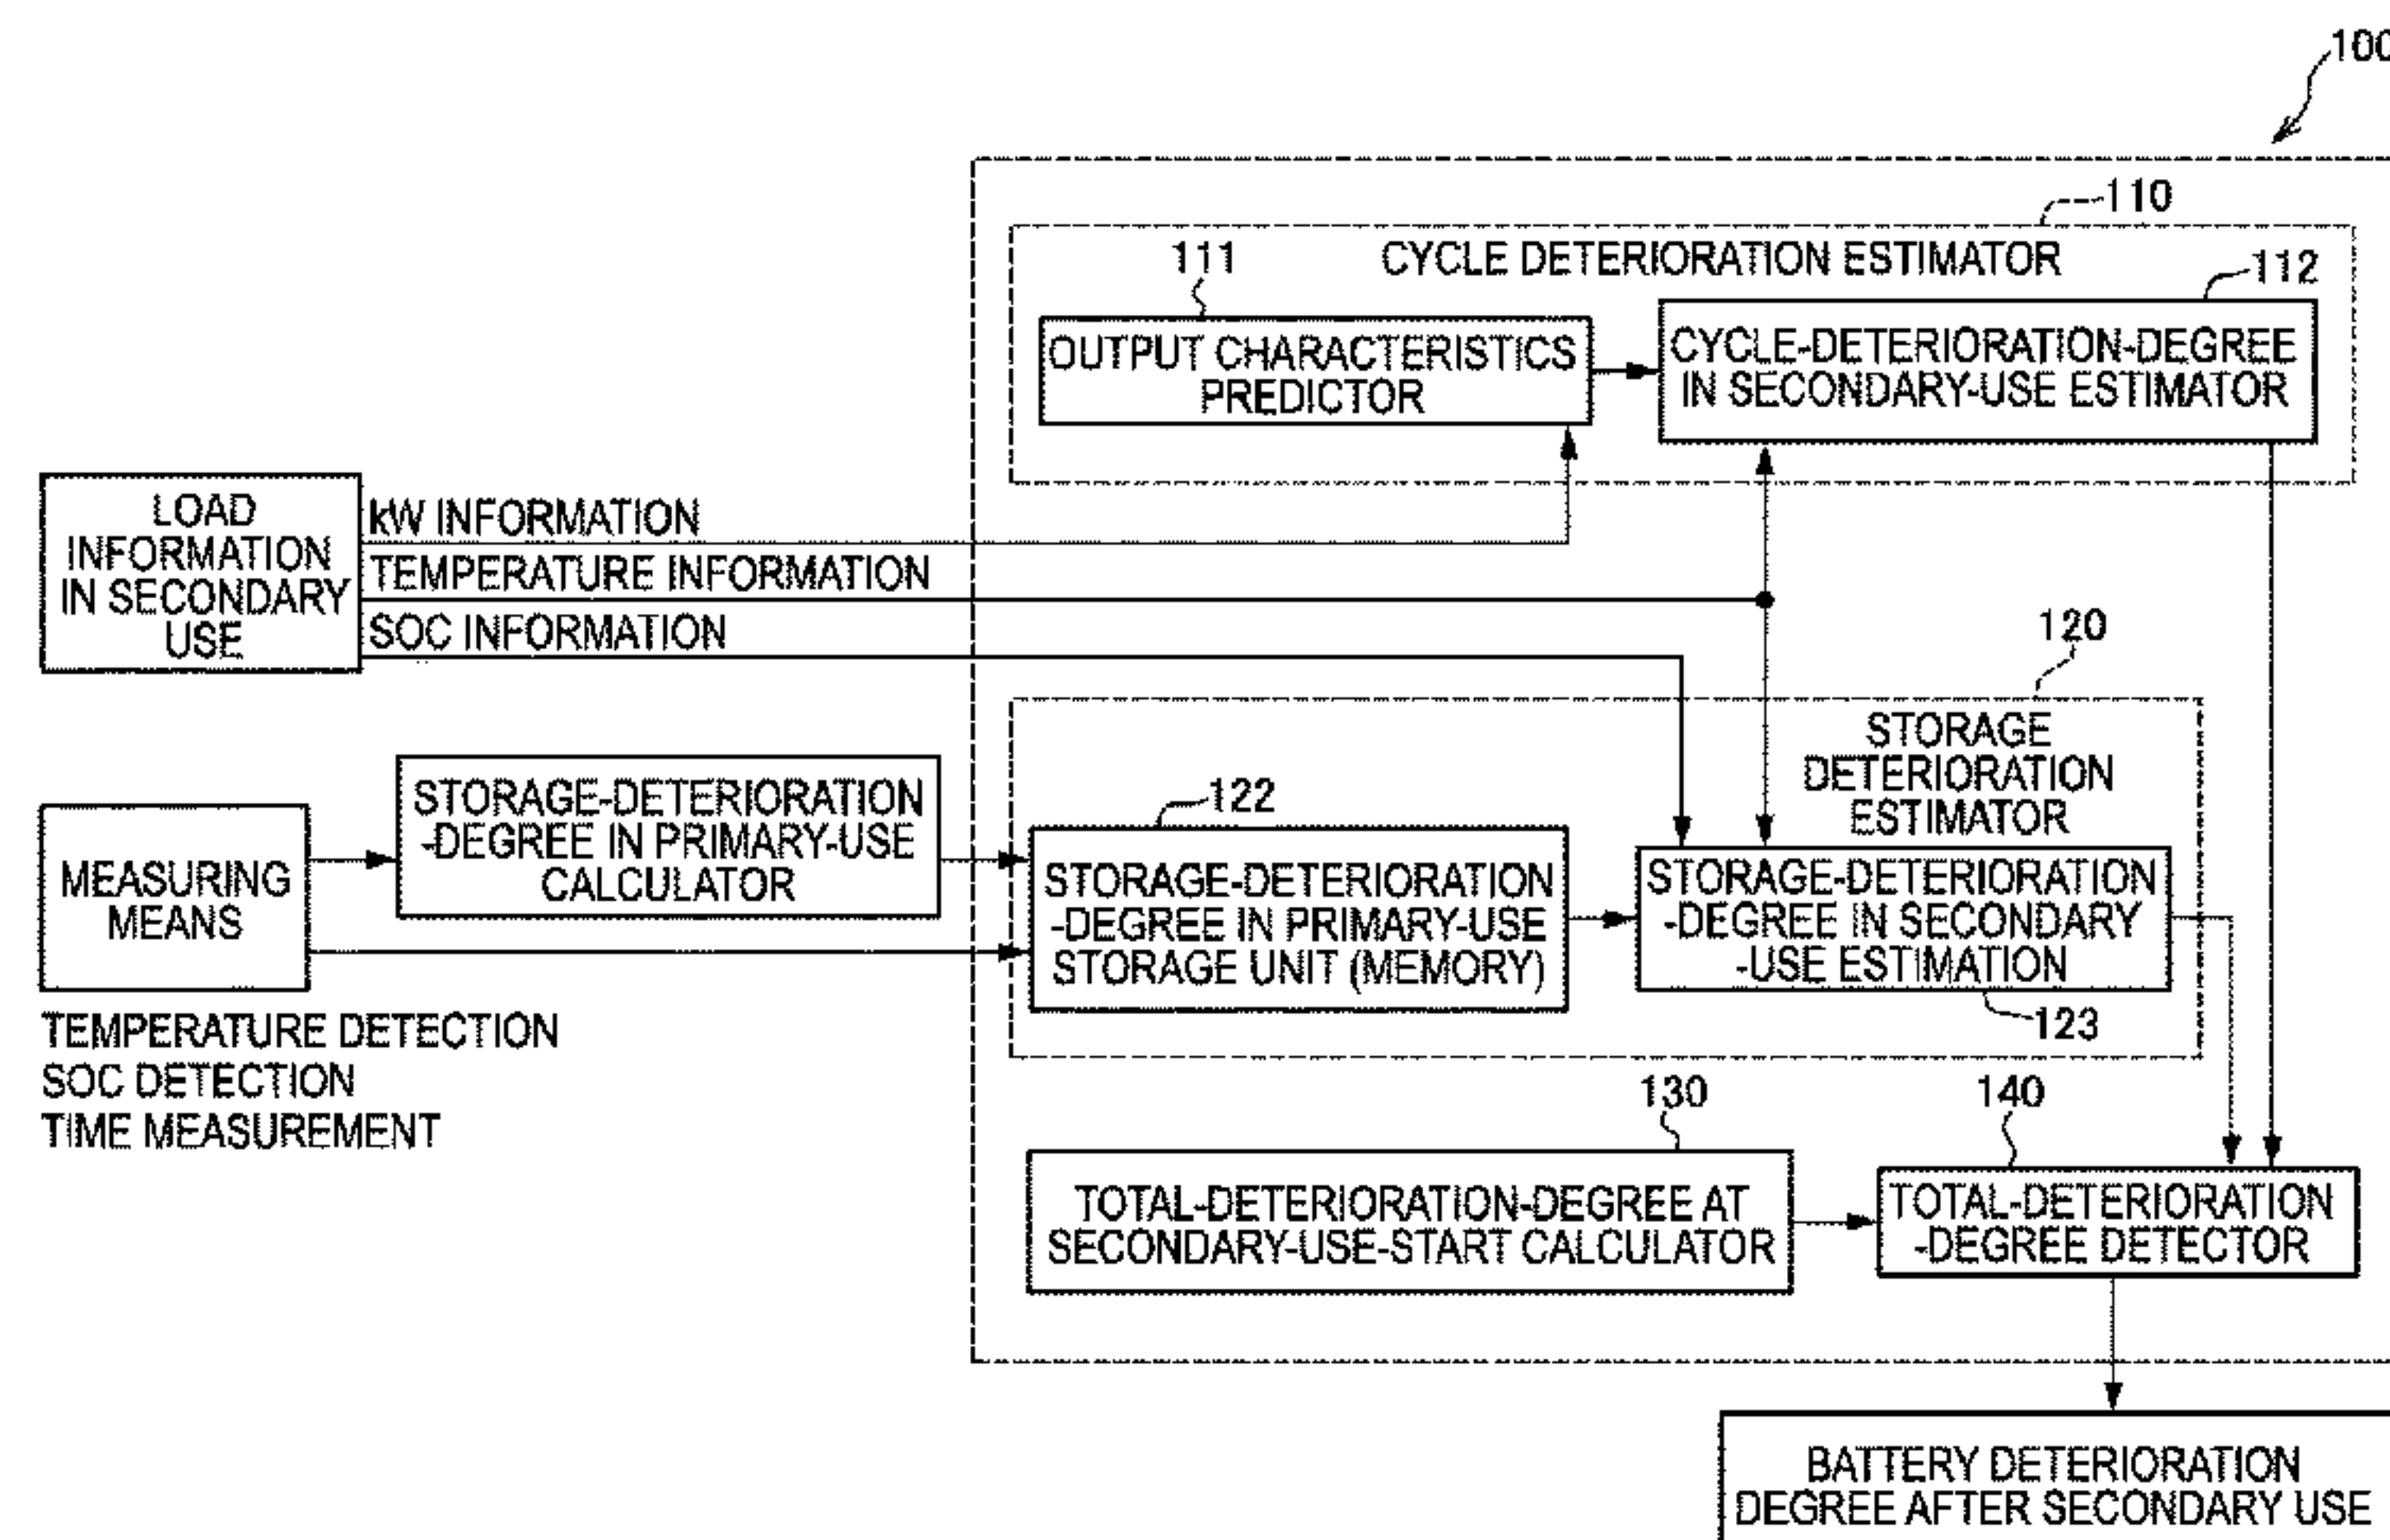 100
110
111
CYCLE DETERIORATION ESTIMATOR
112
OUTPUT CHARACTERISTICS
PREDICTOR
CYCLE-DETERIORATION-DEGREE
IN SECONDARY-USE ESTIMATOR
LOAD
INFORMATION
IN SECONDARY
USE
kW INFORMATION
TEMPERATURE INFORMATION
SOC INFORMATION
120
STORAGE
DETERIORATION
ESTIMATOR
MEASURING
MEANS
STORAGE-DETERIORATION
-DEGREE IN PRIMARY-USE
CALCULATOR
122
STORAGE-DETERIORATION
-DEGREE IN PRIMARY-USE
STORAGE UNIT (MEMORY)
STORAGE-DETERIORATION
-DEGREE IN SECONDARY
-USE ESTIMATION
123
TEMPERATURE DETECTION
SOC DETECTION
TIME MEASUREMENT
130
140
TOTAL-DETERIORATION-DEGREE AT
SECONDARY-USE-START CALCULATOR
TOTAL-DETERIORATION
-DEGREE DETECTOR
BATTERY DETERIORATION
DEGREE AFTER SECONDARY USE